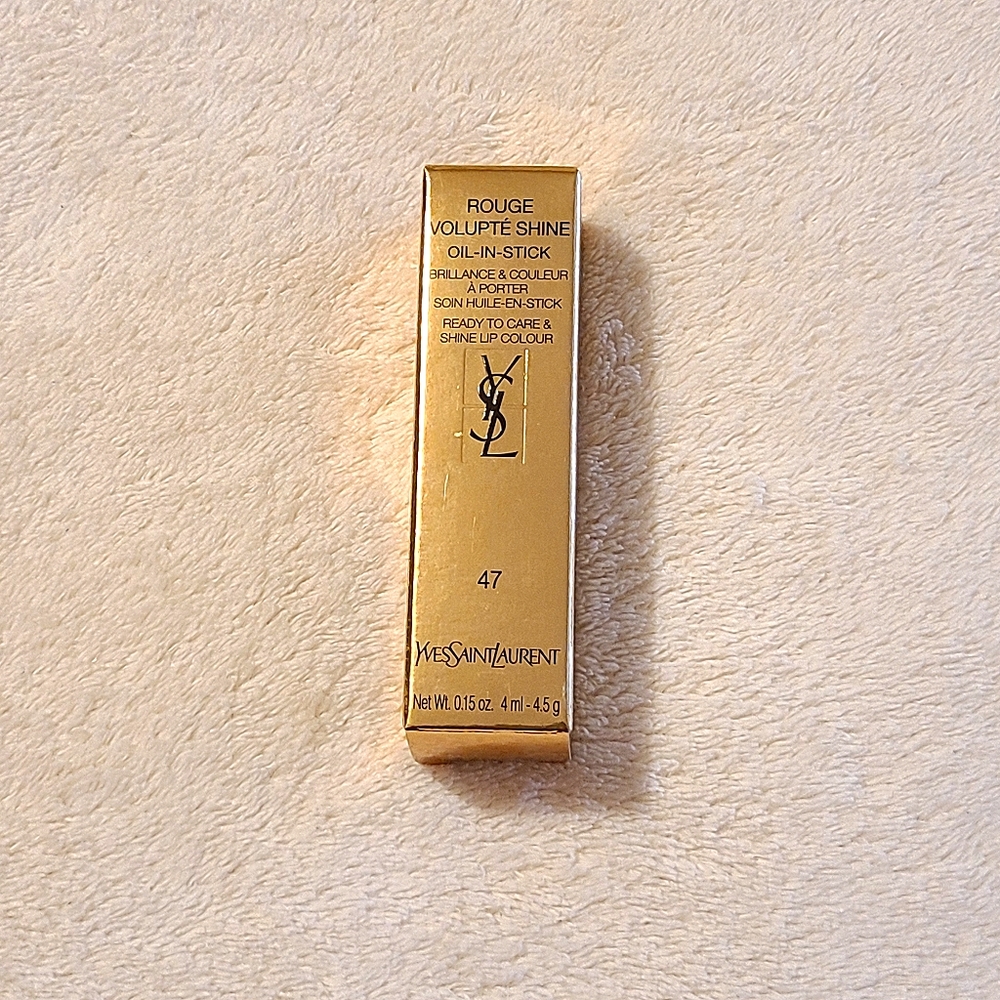 ROUGE
VOLUPTÉ SHINE
OIL-IN-STICK
BRILLANCE & COULEUR
À PORTER
SOIN HUILE-EN-STICK
READY TO CARE &
SHINE LIP COLOUR
YSL
47
YVESSAINTLAURENT
Net Wt. 0.15 oz. 4 ml - 4.5 g